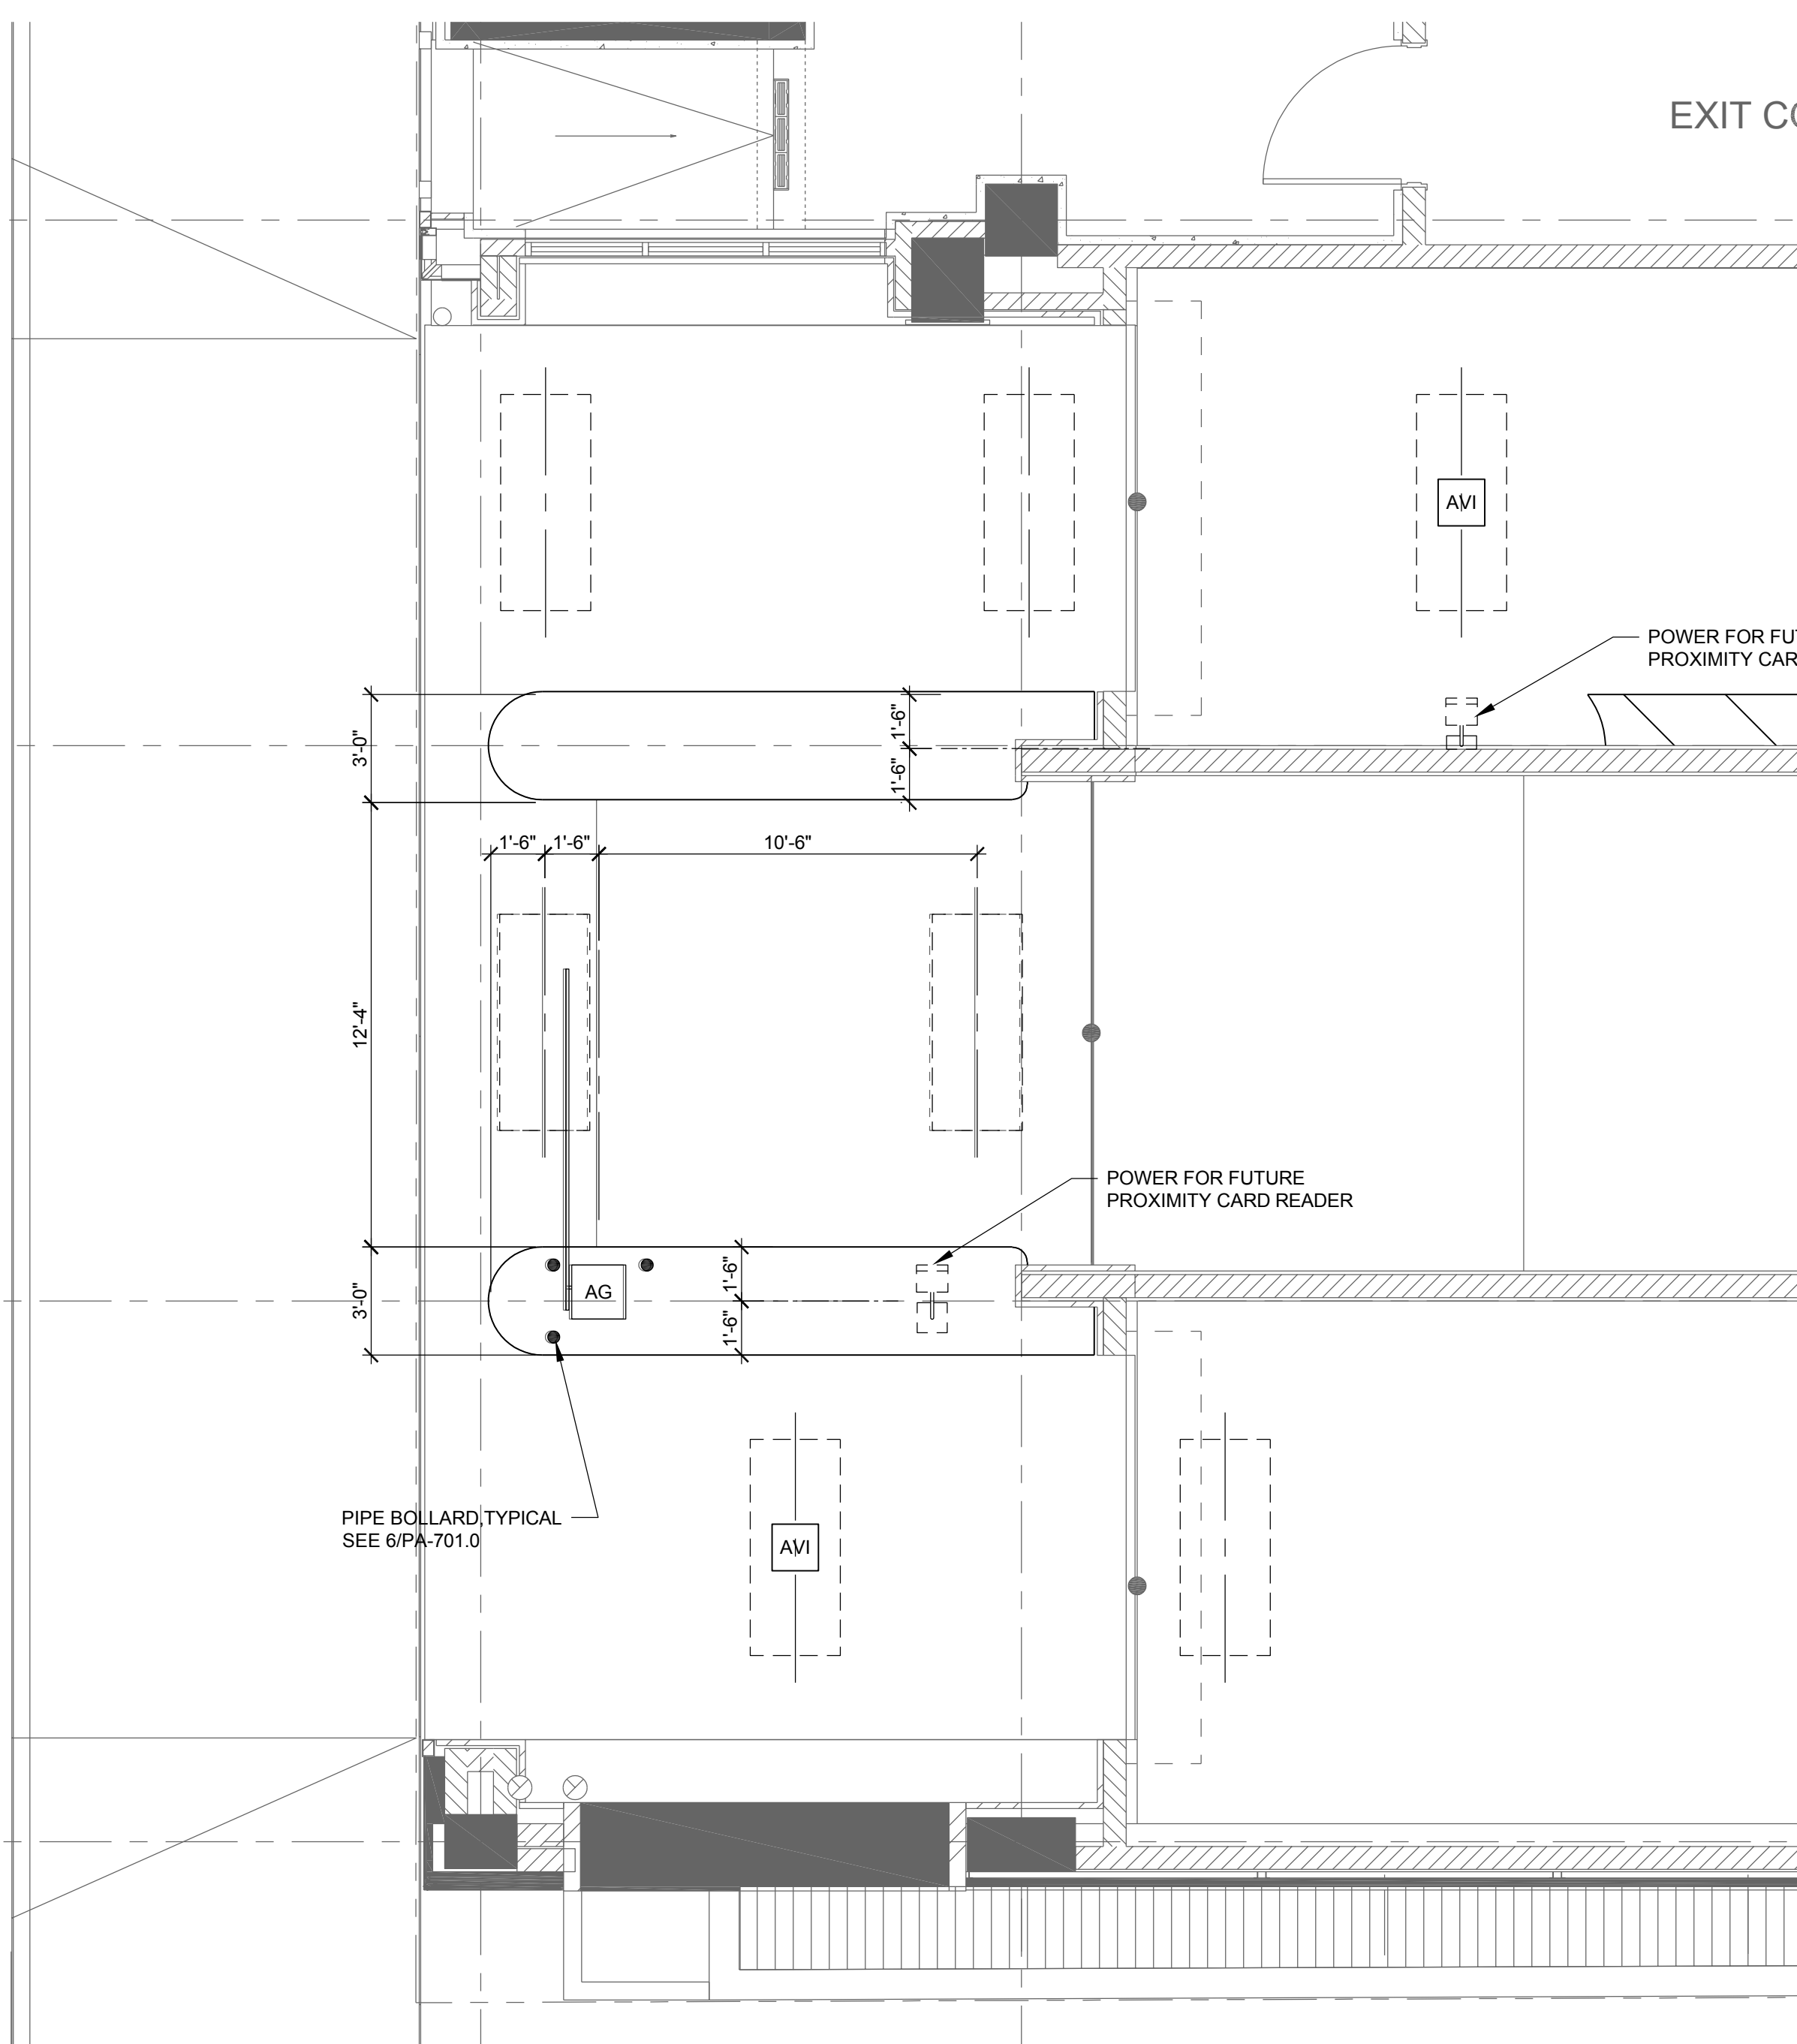 EXIT CO
AVI
POWER FOR FUT
PROXIMITY CAR
3'-0"
1'-6"
1'-6"
1'-6"
1'-6"
10'-6"
12'-4"
POWER FOR FUTURE
PROXIMITY CARD READER
3'-0"
AG
1'-6"
1'-6"
PIPE BOLLARD,TYPICAL
SEE 6/PA-701.0
AVI